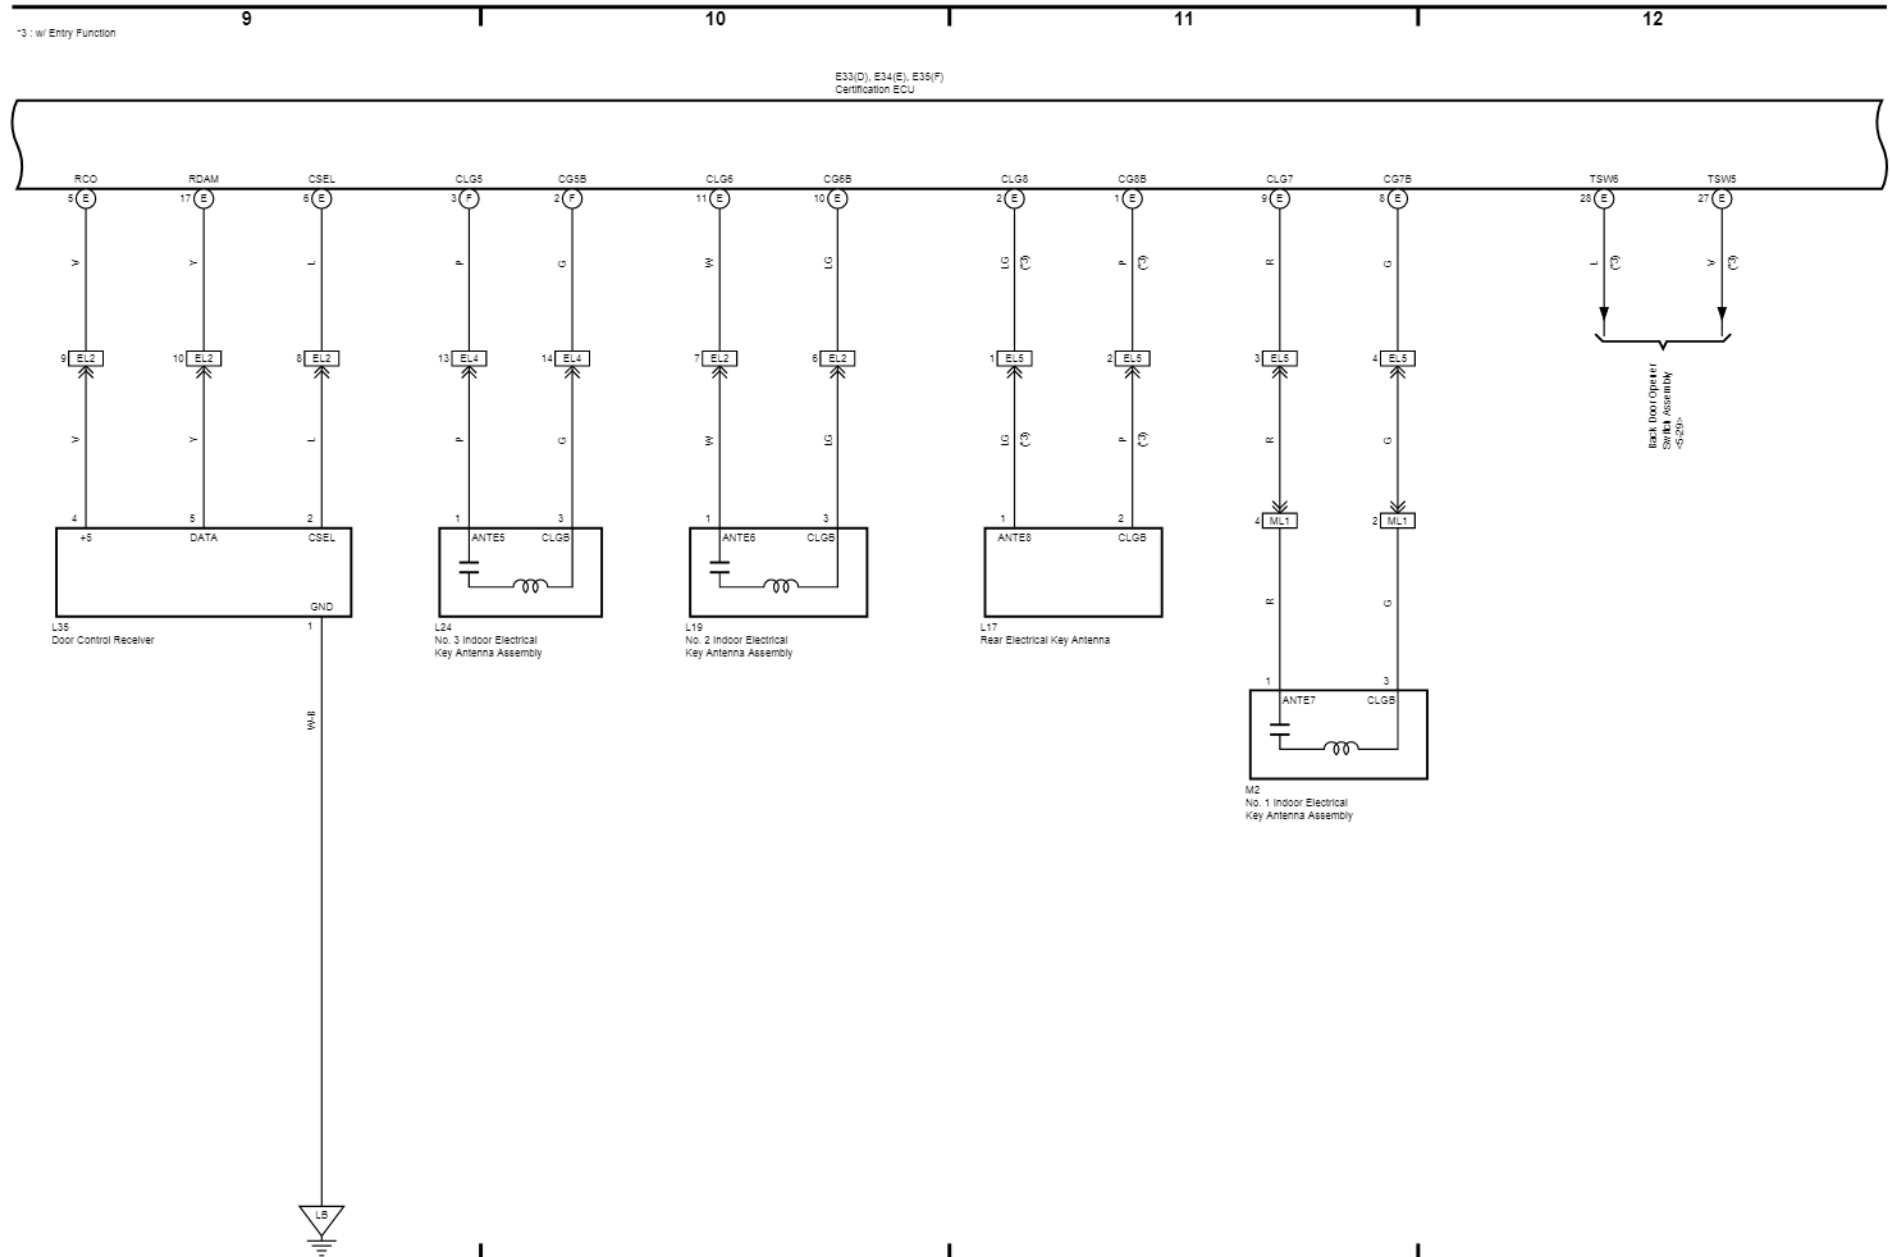 9 10 11 12
*3 : w/ Entry Function
E33(D), E34(E), E35(F)
Certification ECU
RCO RDAM CSEL CLG5 CG5B CLG6 CG6B CLG8 CG8B CLG7 CG7B TSW6 TSW5
5 E 17 E 6 E 3 F 2 F 11 E 10 E 2 E 1 E 9 E 8 E 28 E 27 E
V Y L P G W LG LG (*3) P (*3) R G L (*3) V (*3)
9 EL2 10 EL2 8 EL2 13 EL4 14 EL4 7 EL2 6 EL2 1 EL5 2 EL5 3 EL5 4 EL5
Back Door Opener
Switch Assembly
<5-29>
V Y L P G W LG LG (*3) P (*3) R G
4 5 2 1 3 1 3 1 2 4 ML1 2 ML1
+5 DATA CSEL ANTE5 CLGB ANTE6 CLGB ANTE8 CLGB
GND
1
R G
L35
Door Control Receiver
L24
No. 3 Indoor Electrical
Key Antenna Assembly
L19
No. 2 Indoor Electrical
Key Antenna Assembly
L17
Rear Electrical Key Antenna
1 3
ANTE7 CLGB
W-B
M2
No. 1 Indoor Electrical
Key Antenna Assembly
LB